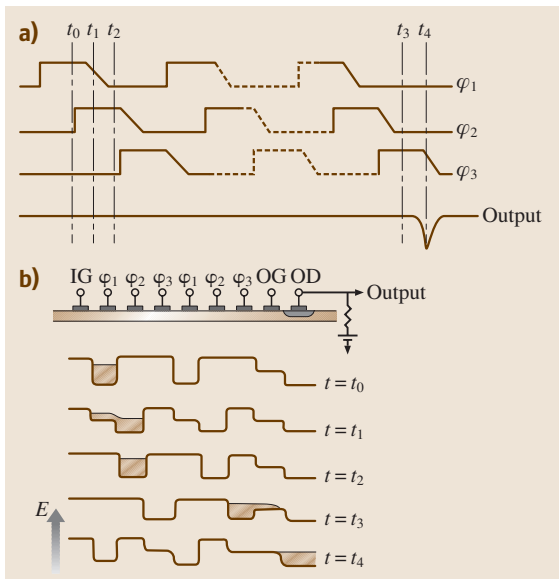 a)
t0 t1 t2 t3 t4
φ1
φ2
φ3
Output
b)
IG φ1 φ2 φ3 φ1 φ2 φ3 OG OD
Output
t = t0
t = t1
t = t2
t = t3
E
t = t4